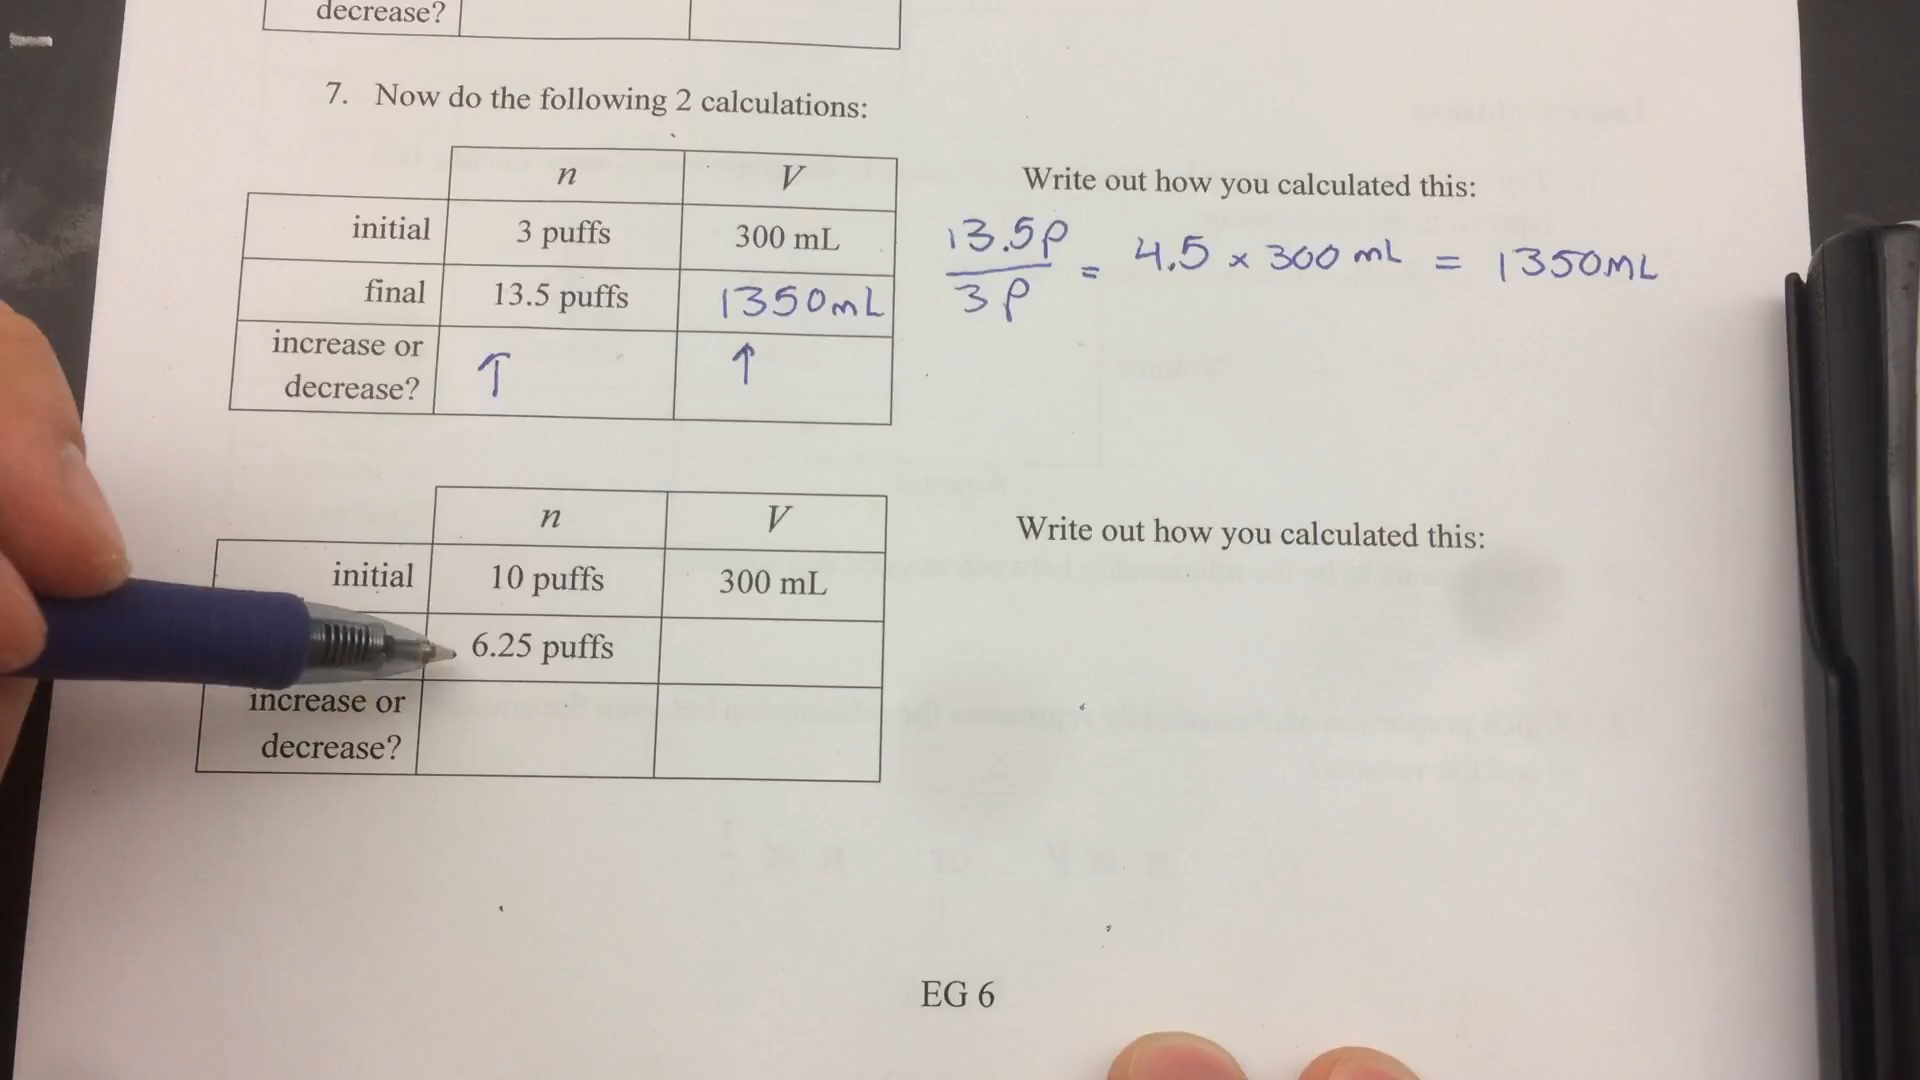 decrease?
7. Now do the following 2 calculations:
n V
initial 3 puffs 300 mL
final 13.5 puffs 1350mL
increase or
decrease? ↑ ↑
Write out how you calculated this:
13.5p
3p
= 4.5 x 300 mL = 1350mL
n V
initial 10 puffs 300 mL
6.25 puffs
increase or
decrease?
Write out how you calculated this:
EG 6